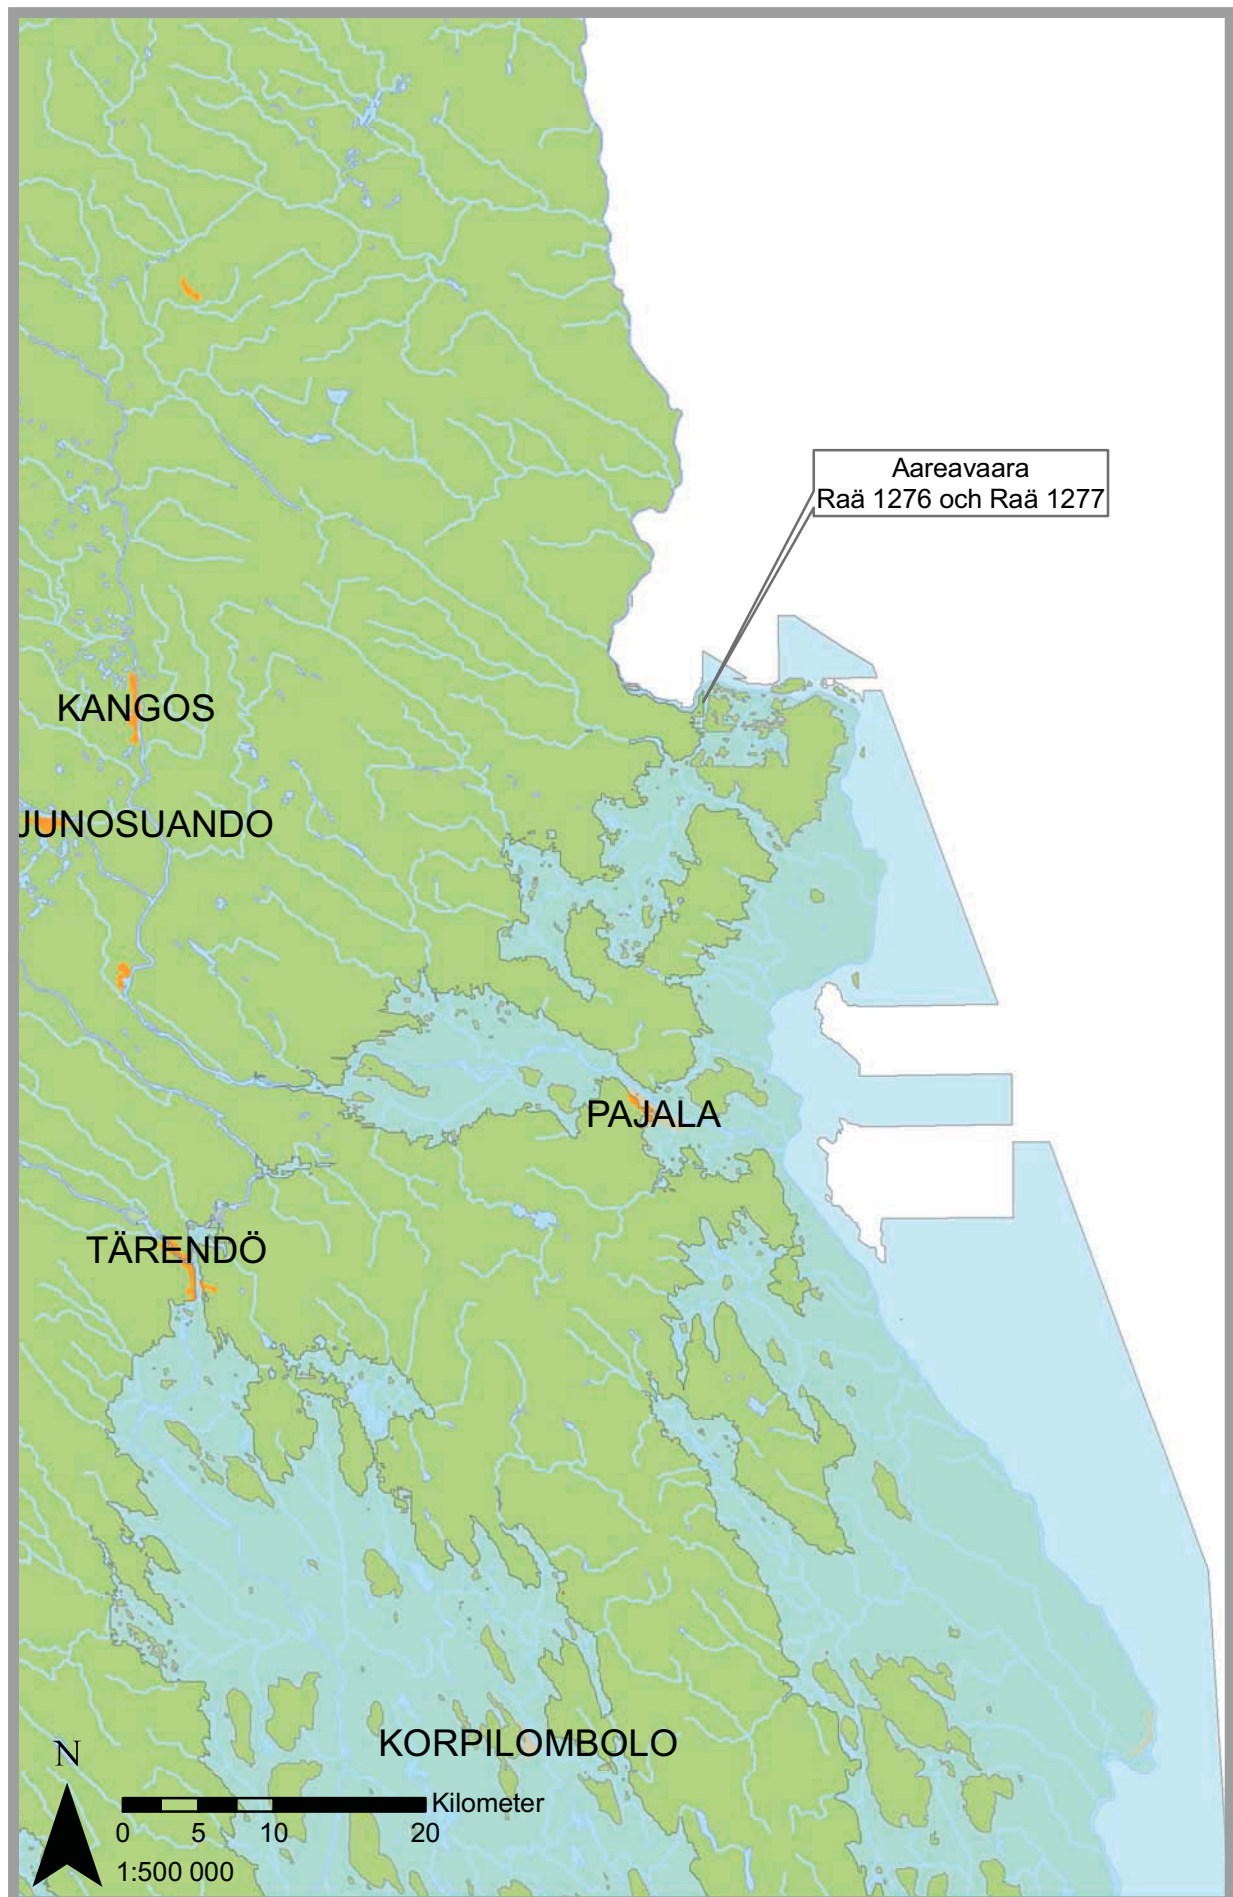 Aareavaara
Raä 1276 och Raä 1277
KANGOS
JUNOSUANDO
PAJALA
TÄRENDÖ
KORPILOMBOLO
N
Kilometer
0 5 10 20
1:500 000